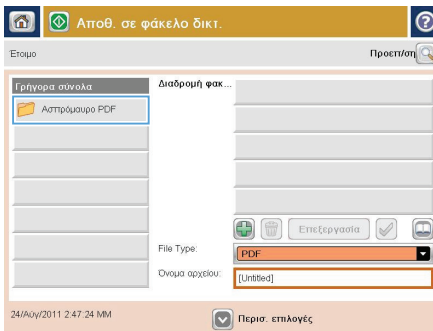 Αποθ. σε φάκελο δικτ.
Έτοιμο
Προεπ/ση
Γρήγορα σύνολα
Διαδρομή φακ...
Ασπρόμαυρο PDF
Επεξεργασία
File Type:
PDF
Όνομα αρχείου:
[Untitled]
24/Αύγ/2011 2:47:24 MM
Περισ. επιλογές